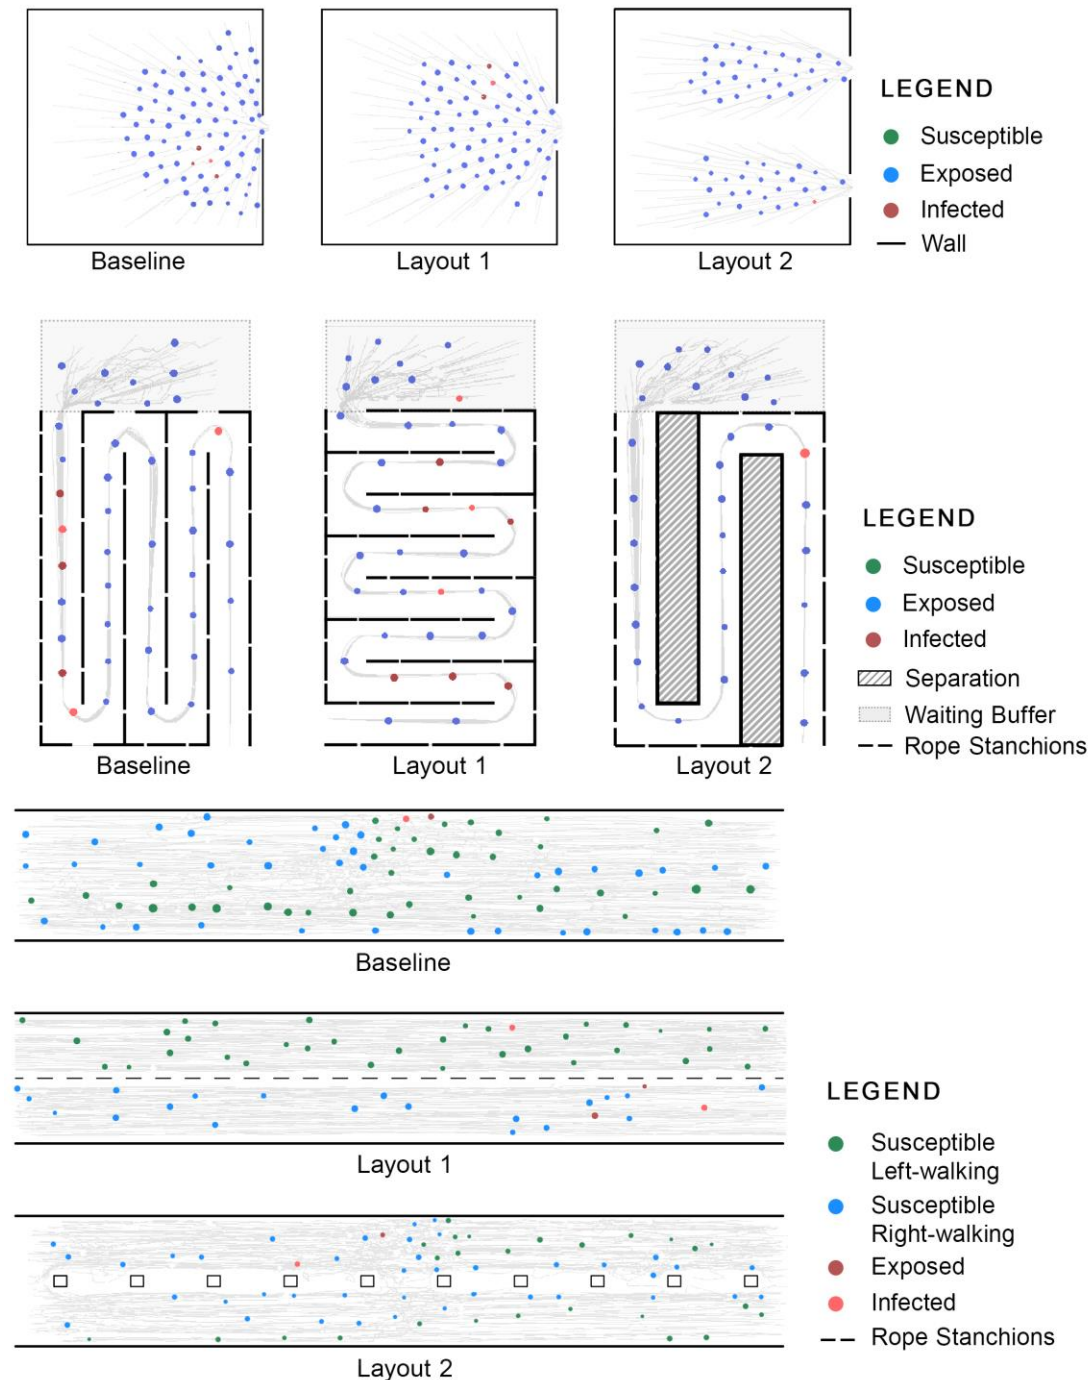 LEGEND
Susceptible
Exposed
Infected
Wall
Baseline
Layout 1
Layout 2
LEGEND
Susceptible
Exposed
Infected
Separation
Waiting Buffer
Rope Stanchions
Baseline
Layout 1
Layout 2
Baseline
Layout 1
LEGEND
Susceptible
Left-walking
Susceptible
Right-walking
Exposed
Infected
Rope Stanchions
Layout 2